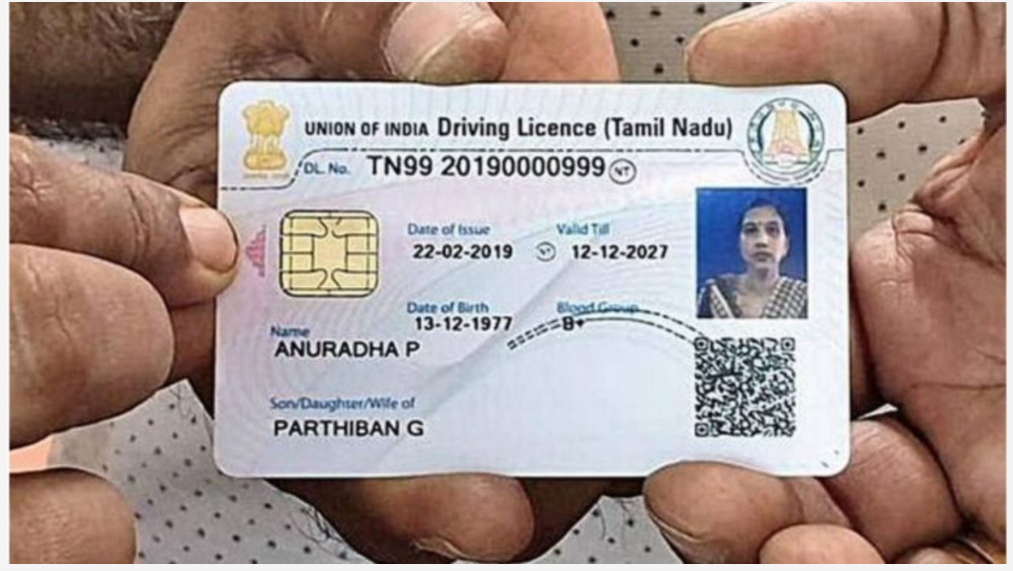 UNION OF INDIA Driving Licence (Tamil Nadu)
DL. No. TN99 20190000999 NT
Date of Issue Valid Till
22-02-2019 NT 12-12-2027
Date of Birth Blood Group
13-12-1977 B+
Name
ANURADHA P
Son/Daughter/Wife of
PARTHIBAN G